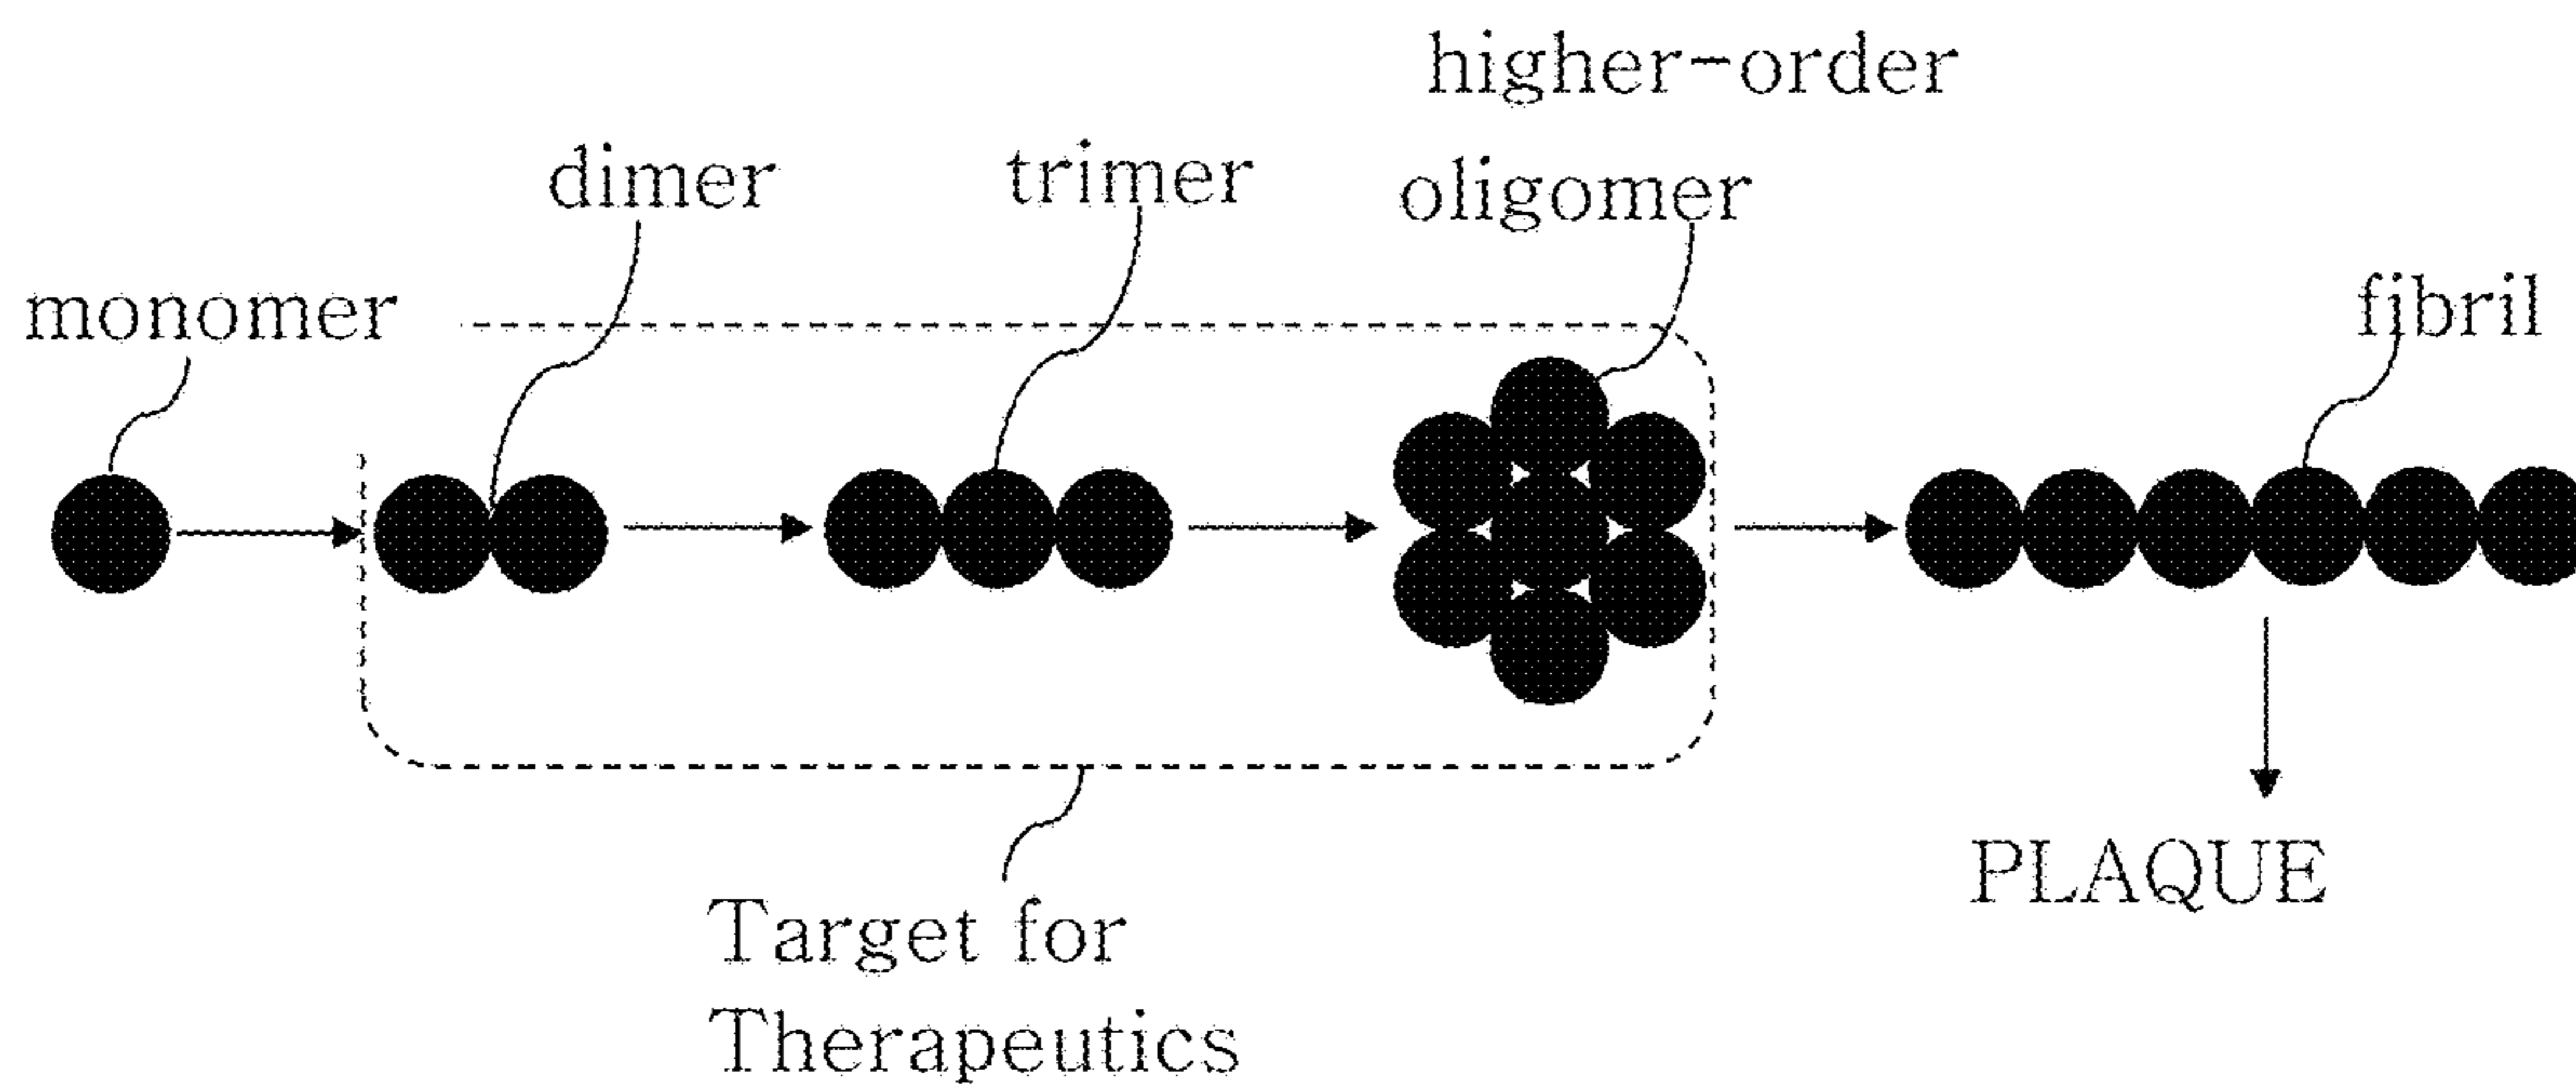 monomer
dimer
trimer
higher-order
oligomer
fibril
Target for
Therapeutics
PLAQUE